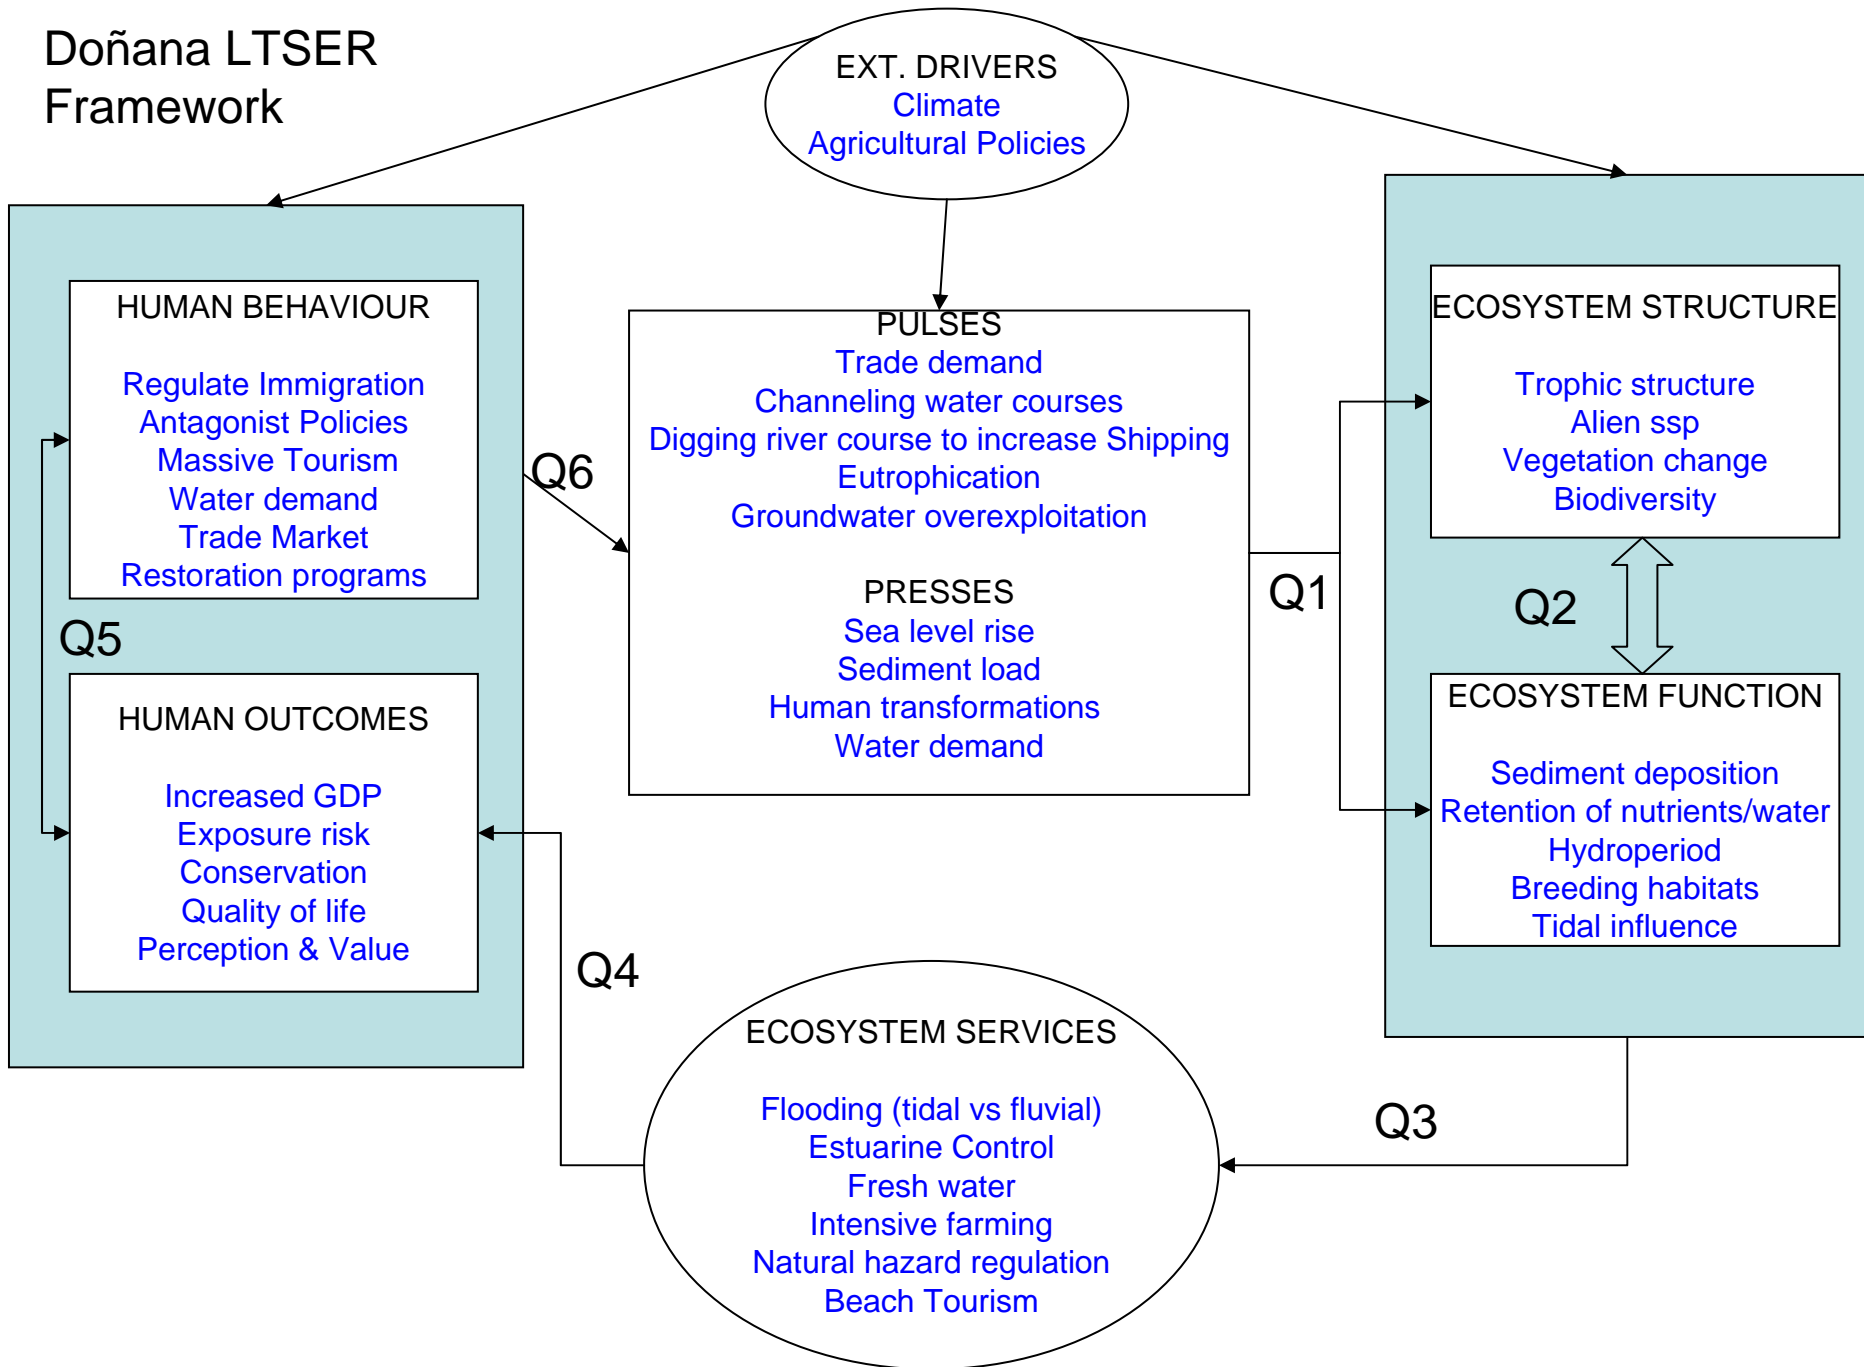 Doñana LTSER
Framework
EXT. DRIVERS
Climate
Agricultural Policies
HUMAN BEHAVIOUR
Regulate Immigration
Antagonist Policies
Massive Tourism
Water demand
Trade Market
Restoration programs
Q5
HUMAN OUTCOMES
Increased GDP
Exposure risk
Conservation
Quality of life
Perception & Value
Q6
PULSES
Trade demand
Channeling water courses
Digging river course to increase Shipping
Eutrophication
Groundwater overexploitation
PRESSES
Sea level rise
Sediment load
Human transformations
Water demand
Q1
ECOSYSTEM STRUCTURE
Trophic structure
Alien ssp
Vegetation change
Biodiversity
Q2
ECOSYSTEM FUNCTION
Sediment deposition
Retention of nutrients/water
Hydroperiod
Breeding habitats
Tidal influence
Q4
ECOSYSTEM SERVICES
Flooding (tidal vs fluvial)
Estuarine Control
Fresh water
Intensive farming
Natural hazard regulation
Beach Tourism
Q3